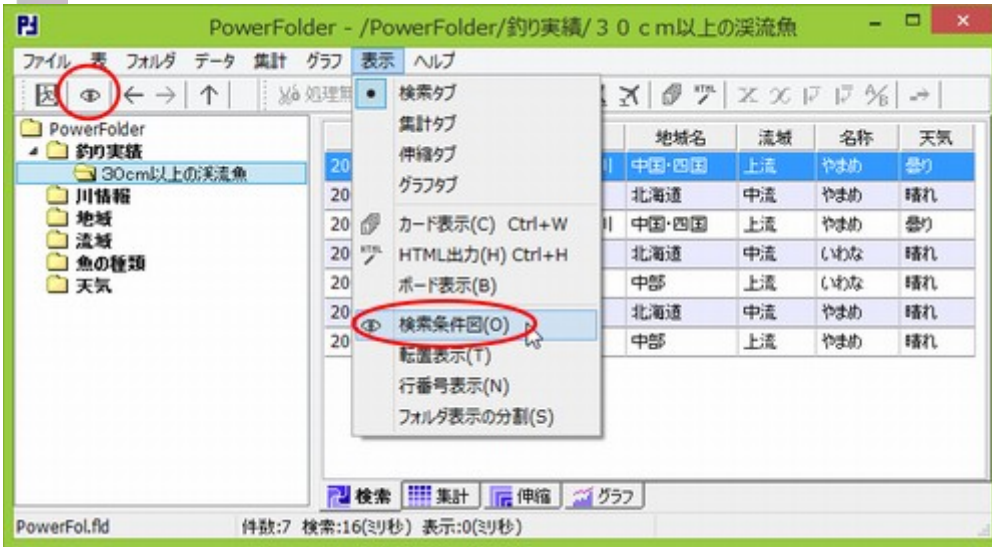 PowerFolder - /PowerFolder/釣り実績/３０ｃｍ以上の渓流魚
ファイル 表 フォルダ データ 集計 グラフ 表示 ヘルプ
検索タブ
集計タブ
伸縮タブ
グラフタブ
カード表示(C) Ctrl+W
HTML出力(H) Ctrl+H
ボード表示(B)
検索条件図(O)
転置表示(T)
行番号表示(N)
フォルダ表示の分割(S)
PowerFolder
釣り実績
30cm以上の渓流魚
川情報
地域
流域
魚の種類
天気
地域名 流域 名称 天気
20 中国・四国 上流 やまめ 曇り
20 北海道 中流 やまめ 晴れ
20 中国・四国 上流 やまめ 曇り
20 北海道 中流 いわな 晴れ
20 中部 上流 いわな 晴れ
20 北海道 中流 やまめ 晴れ
20 中部 上流 やまめ 晴れ
検索 集計 伸縮 グラフ
PowerFol.fld 件数:7 検索:16(ミリ秒) 表示:0(ミリ秒)